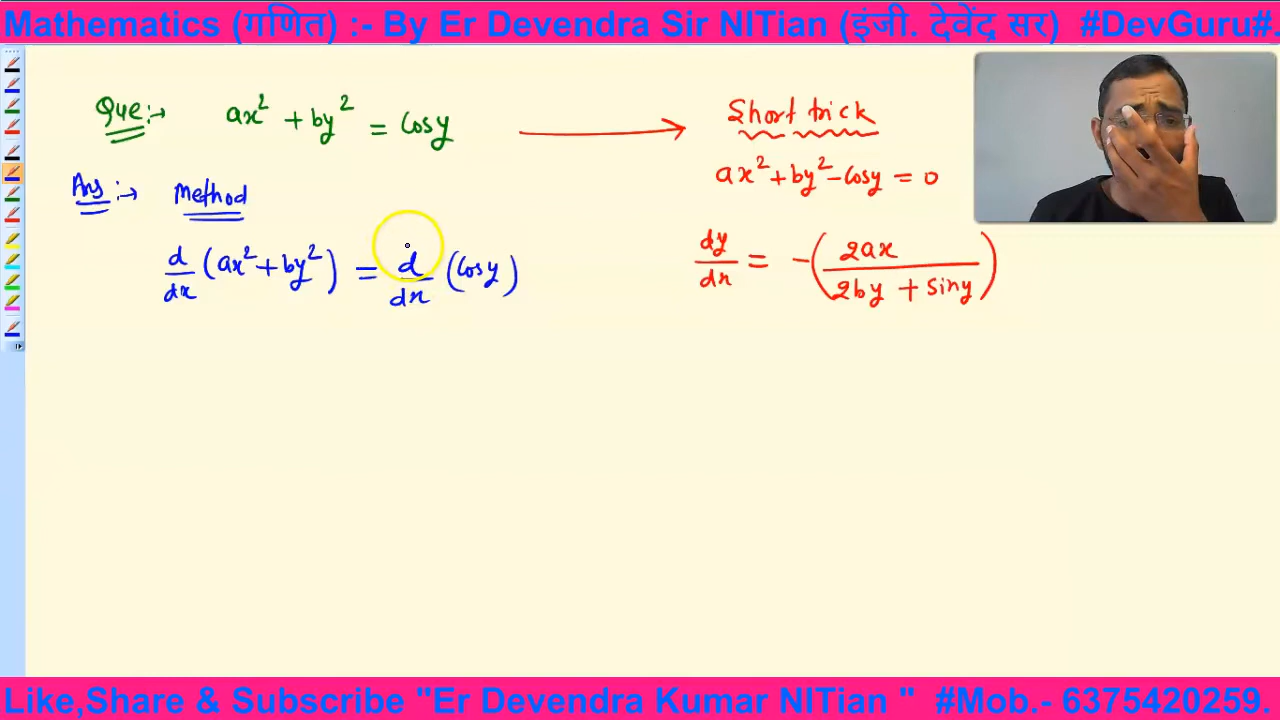 Mathematics (गणित) :- By Er Devendra Sir NITian (इंजी. देवेंद्र सर) #DevGuru#.
Que:→ ax² + by² = cosy
Short trick
ax²+by²-cosy = 0
dy/dx = -(2ax/(2by + siny))
Ans:→ Method
d/dx (ax²+by²) = d/dx (cosy)
Like,Share & Subscribe "Er Devendra Kumar NITian " #Mob.- 6375420259.